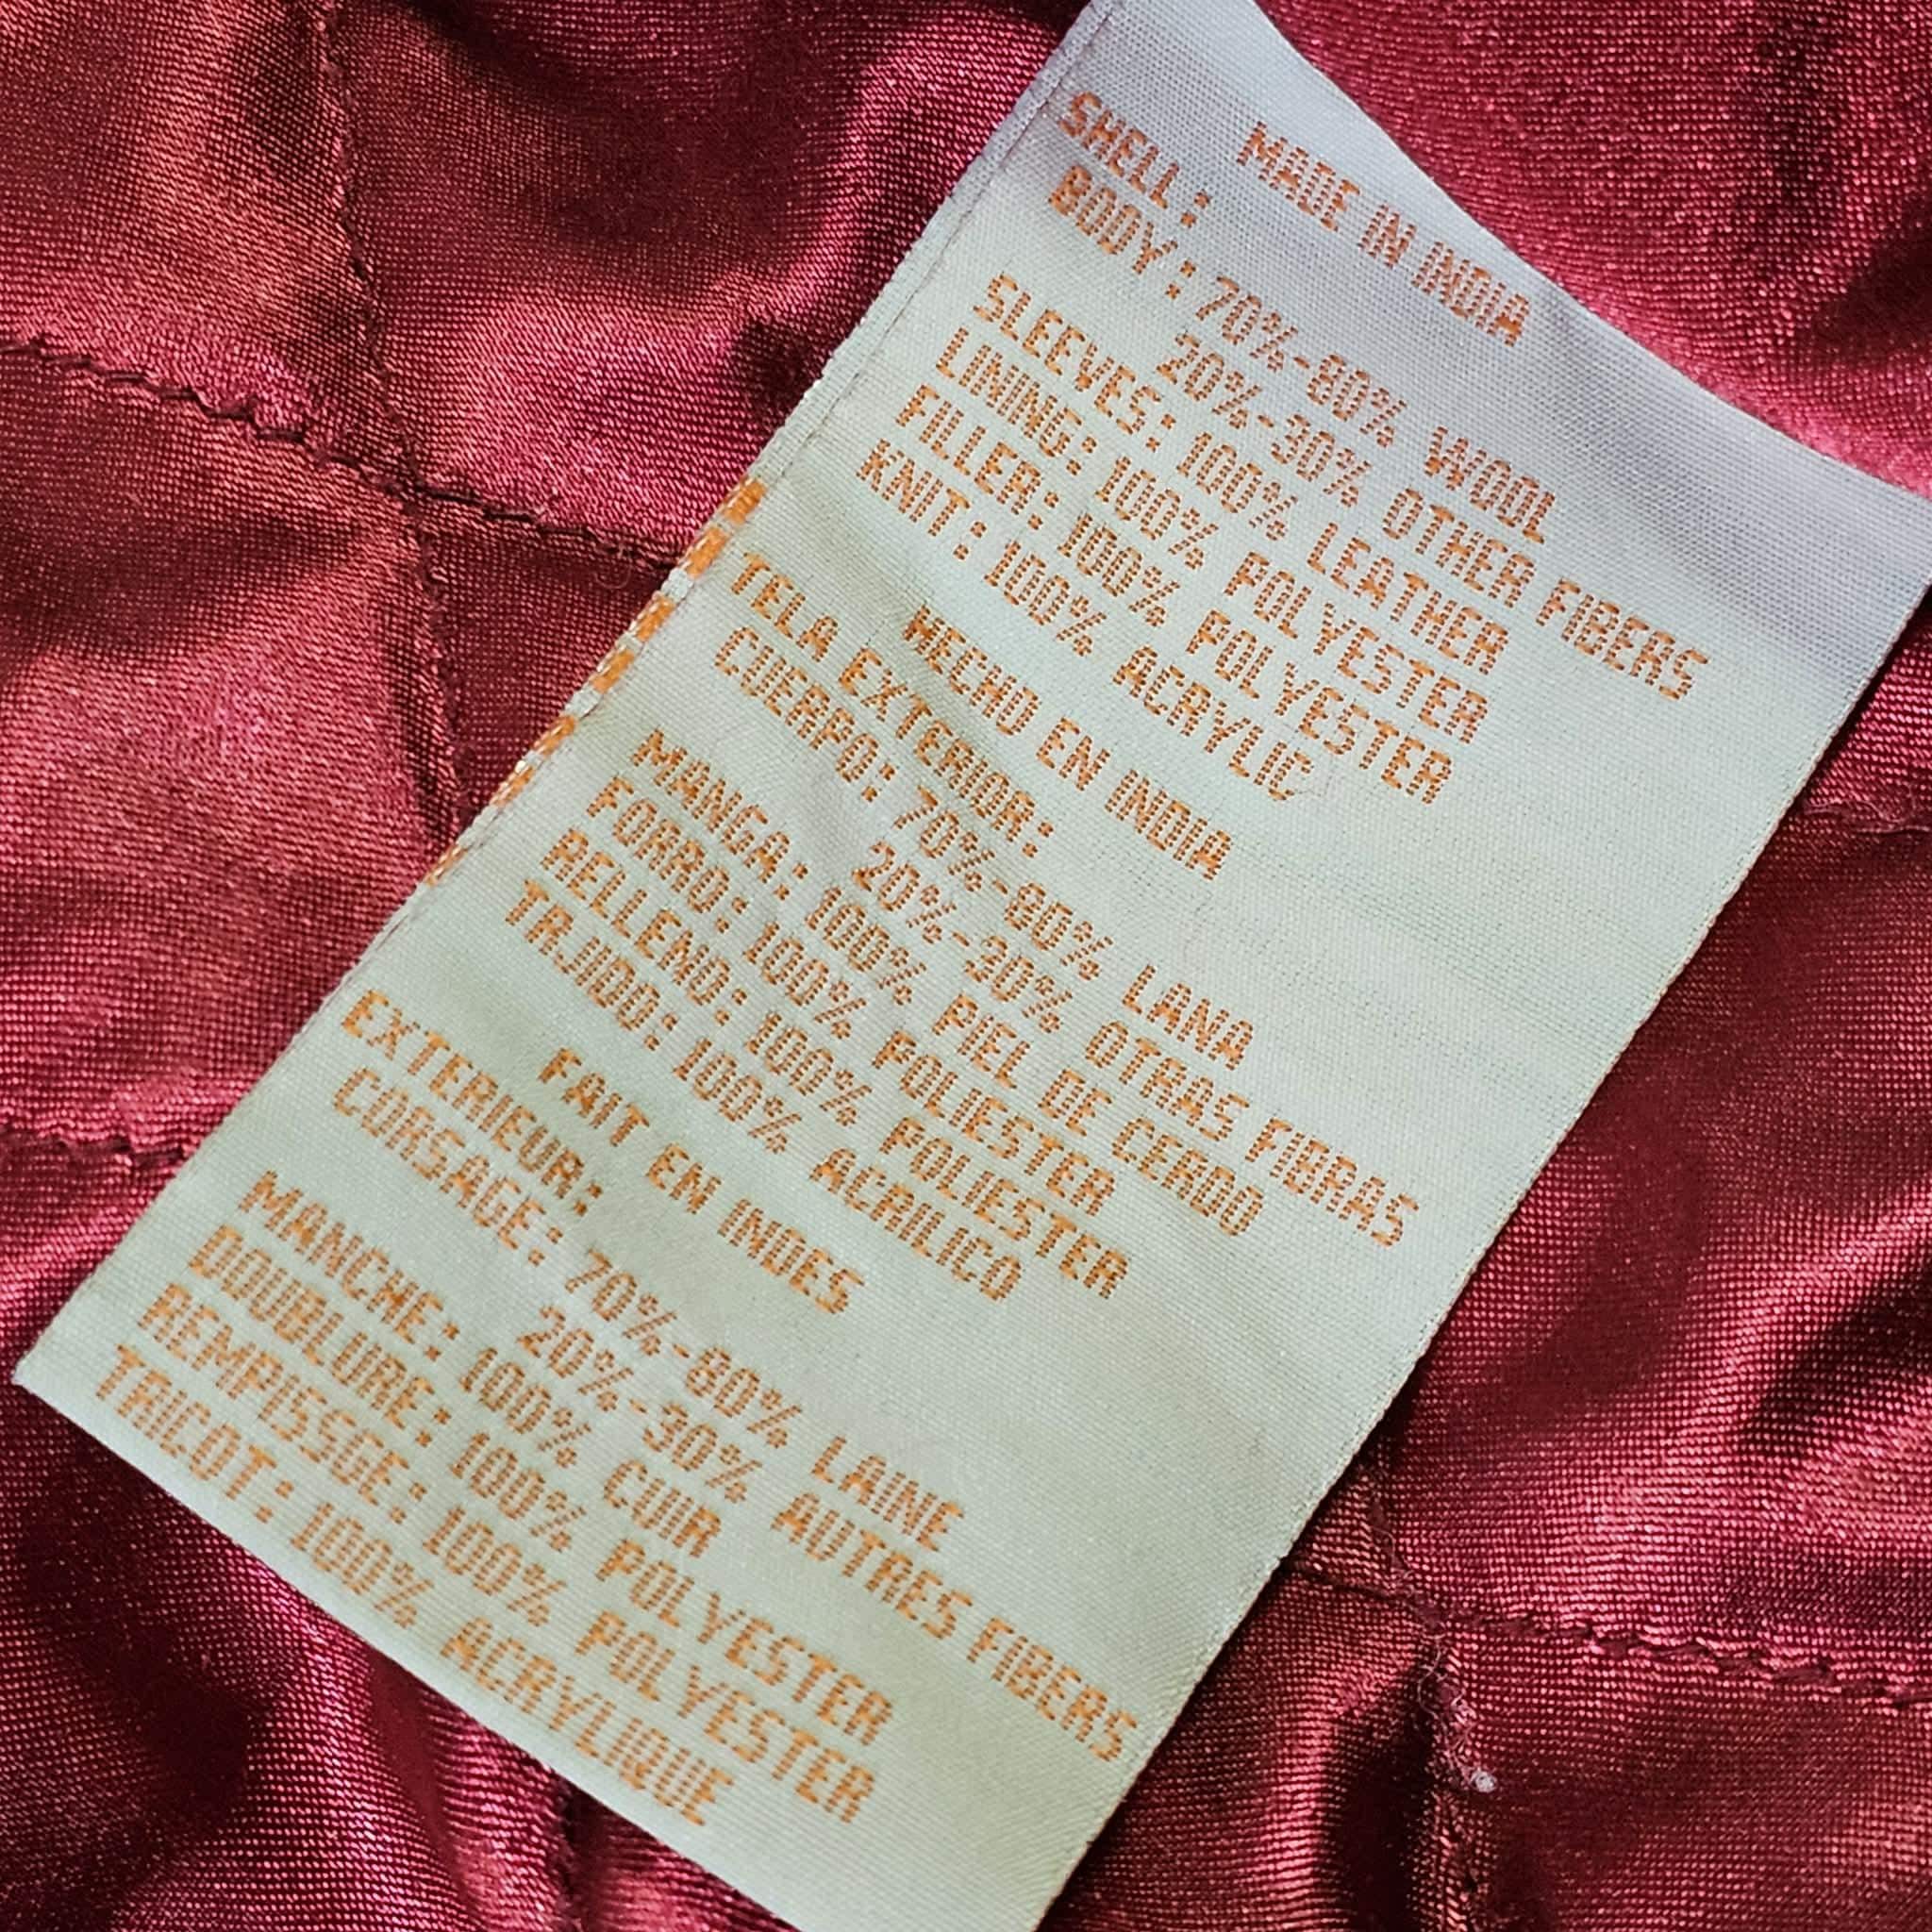 MADE IN INDIA
SHELL:
BODY: 70%-80% WOOL
20%-30% OTHER FIBERS
SLEEVES: 100% LEATHER
LINING: 100% POLYESTER
FILLER: 100% POLYESTER
KNIT: 100% ACRYLIC
HECHO EN INDIA
TELA EXTERIOR:
CUERPO: 70%-80% LANA
20%-30% OTRAS FIBRAS
MANGA: 100% PIEL DE CERDO
FORRO: 100% POLIESTER
RELLENO: 100% POLIESTER
TRJIDO: 100% ACRILICO
FAIT EN INDES
EXTERIEUR:
CORSAGE: 70%-80% LAINE
20%-30% AUTRES FIBERS
MANCHE: 100% CUIR
DOUBLURE: 100% POLYESTER
REMPISSGE: 100% POLYESTER
TRICOT: 100% ACRYLIQUE